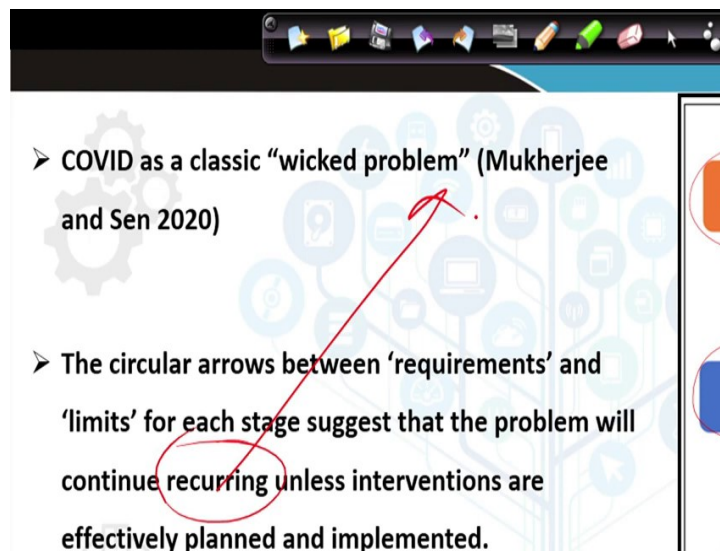 ➤ COVID as a classic “wicked problem” (Mukherjee
and Sen 2020)
➤ The circular arrows between ‘requirements’ and
‘limits’ for each stage suggest that the problem will
continue recurring unless interventions are
effectively planned and implemented.